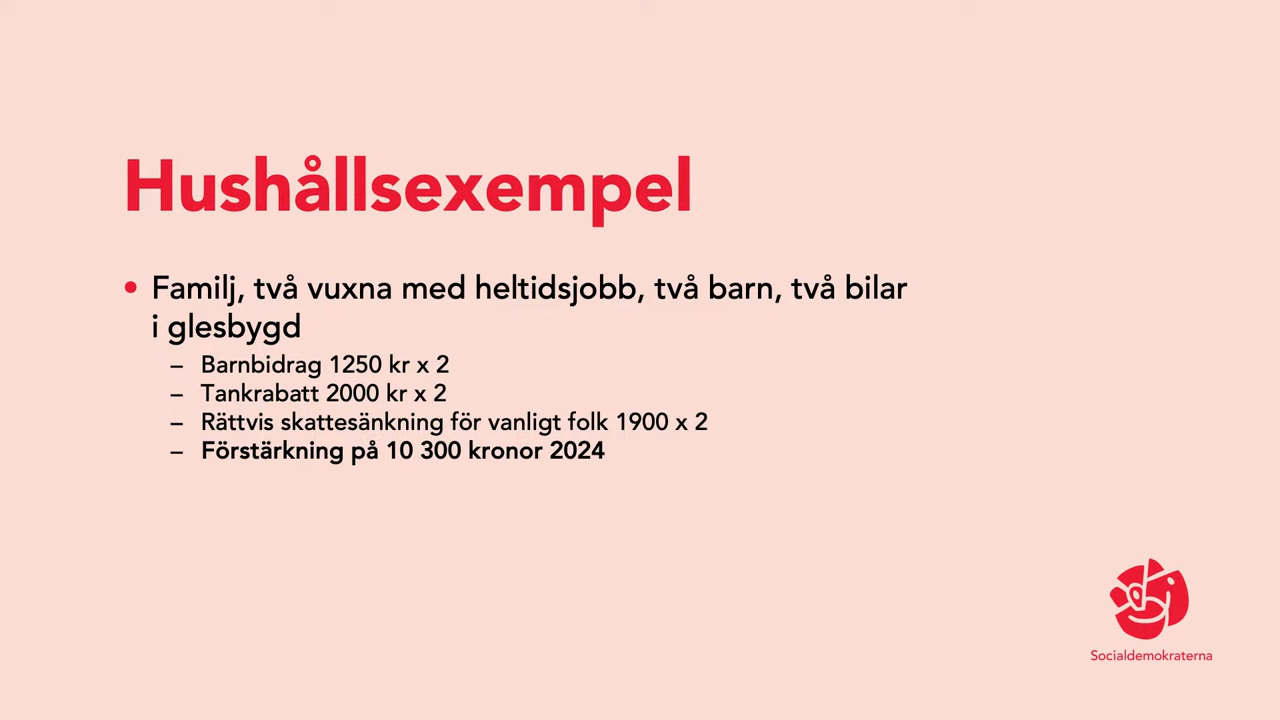 Hushållsexempel
• Familj, två vuxna med heltidsjobb, två barn, två bilar
i glesbygd
– Barnbidrag 1250 kr x 2
– Tankrabatt 2000 kr x 2
– Rättvis skattesänkning för vanligt folk 1900 x 2
– Förstärkning på 10 300 kronor 2024
Socialdemokraterna